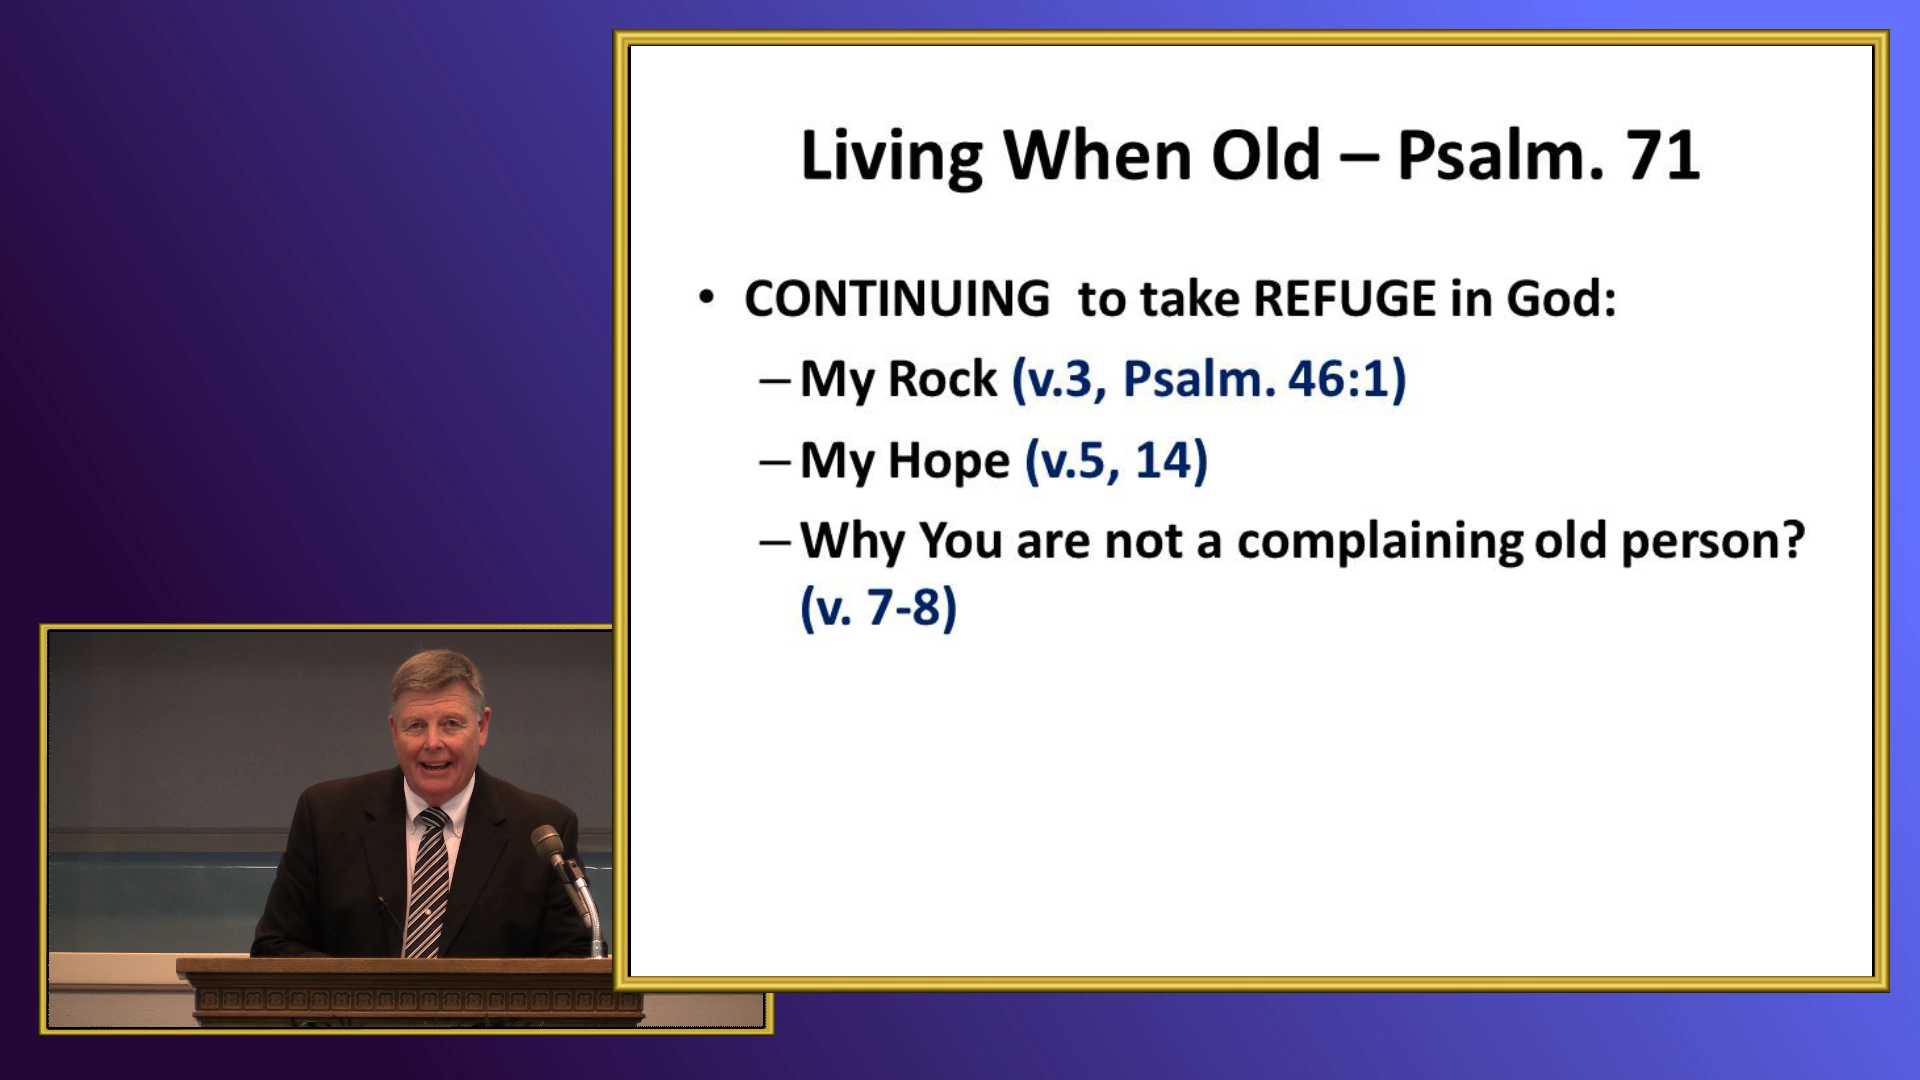 Living When Old – Psalm. 71
• CONTINUING  to take REFUGE in God:
– My Rock (v.3, Psalm. 46:1)
– My Hope (v.5, 14)
– Why You are not a complaining old person?
(v. 7-8)